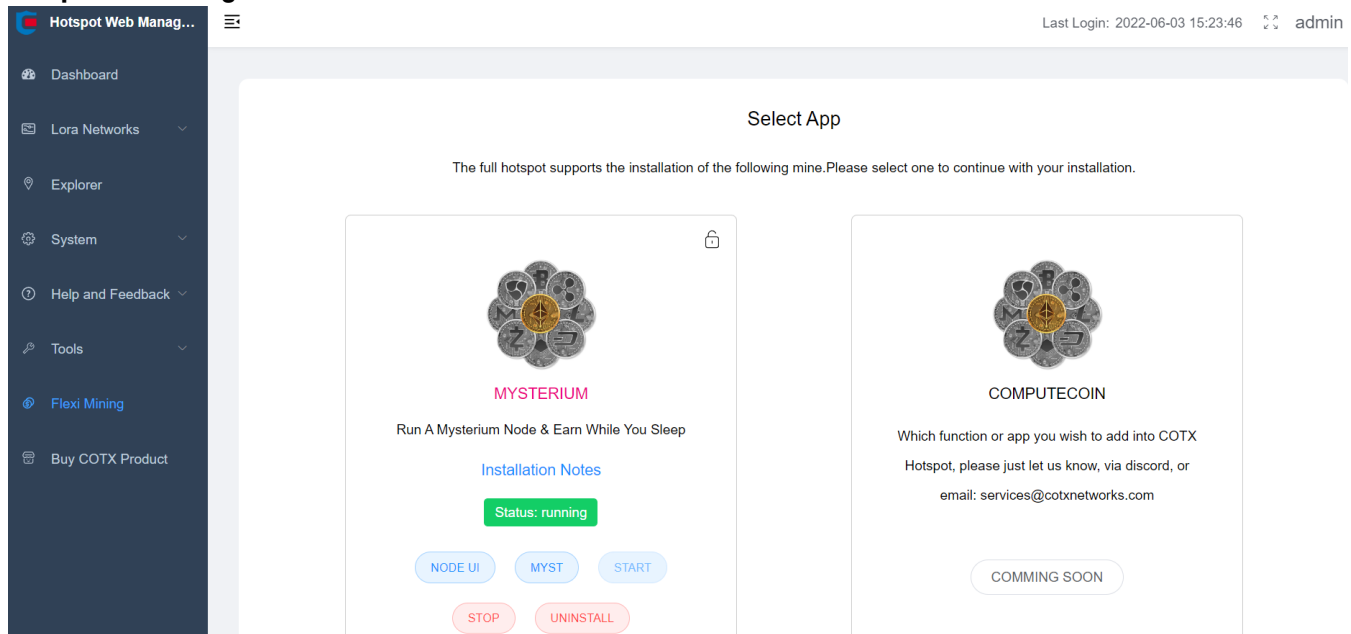 Hotspot Web Manag...
Last Login: 2022-06-03 15:23:46
admin
Dashboard
Lora Networks
Explorer
System
Help and Feedback
Tools
Flexi Mining
Buy COTX Product
Select App
The full hotspot supports the installation of the following mine.Please select one to continue with your installation.
MYSTERIUM
Run A Mysterium Node & Earn While You Sleep
Installation Notes
Status: running
NODE UI
MYST
START
STOP
UNINSTALL
COMPUTECOIN
Which function or app you wish to add into COTX
Hotspot, please just let us know, via discord, or
email: services@cotxnetworks.com
COMMING SOON